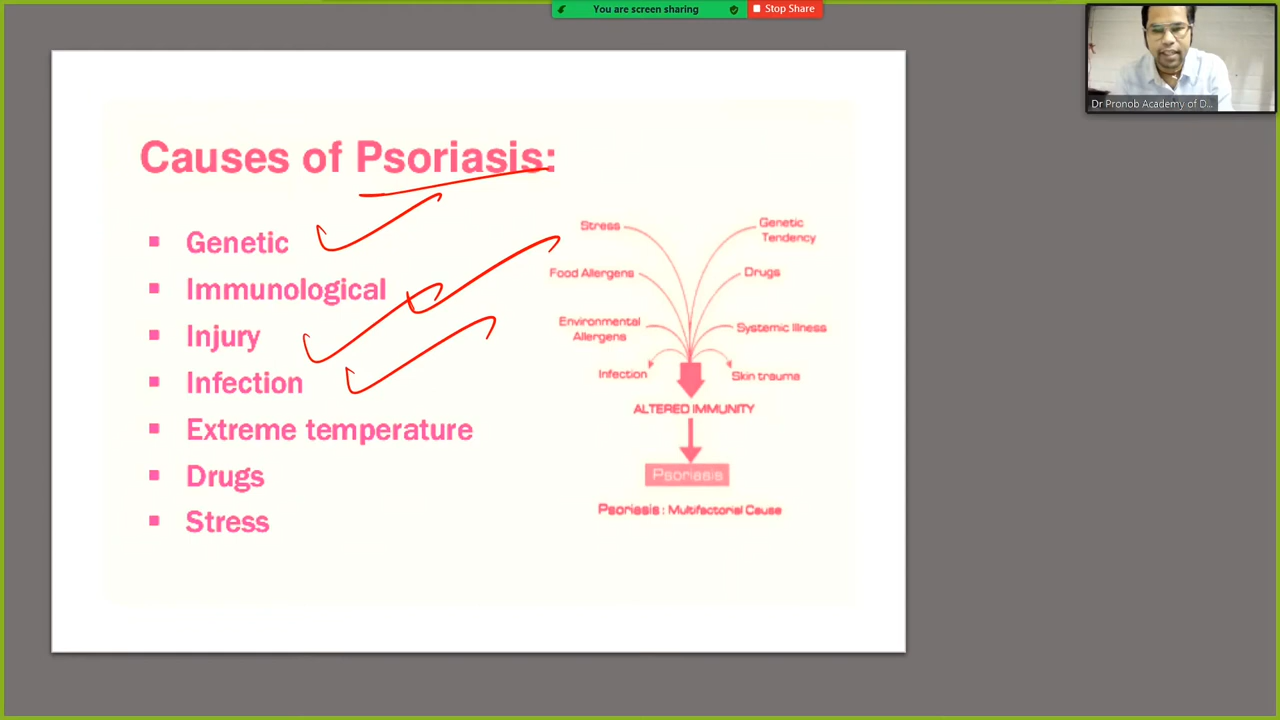 You are screen sharing
Stop Share
Dr Pronob Academy of D...
Causes of Psoriasis:
Genetic
Immunological
Injury
Infection
Extreme temperature
Drugs
Stress
Stress
Genetic
Tendency
Food Allergens
Drugs
Environmental
Allergens
Systemic Illness
Infection
Skin trauma
ALTERED IMMUNITY
Psoriasis
Psoriasis : Multifactorial Cause